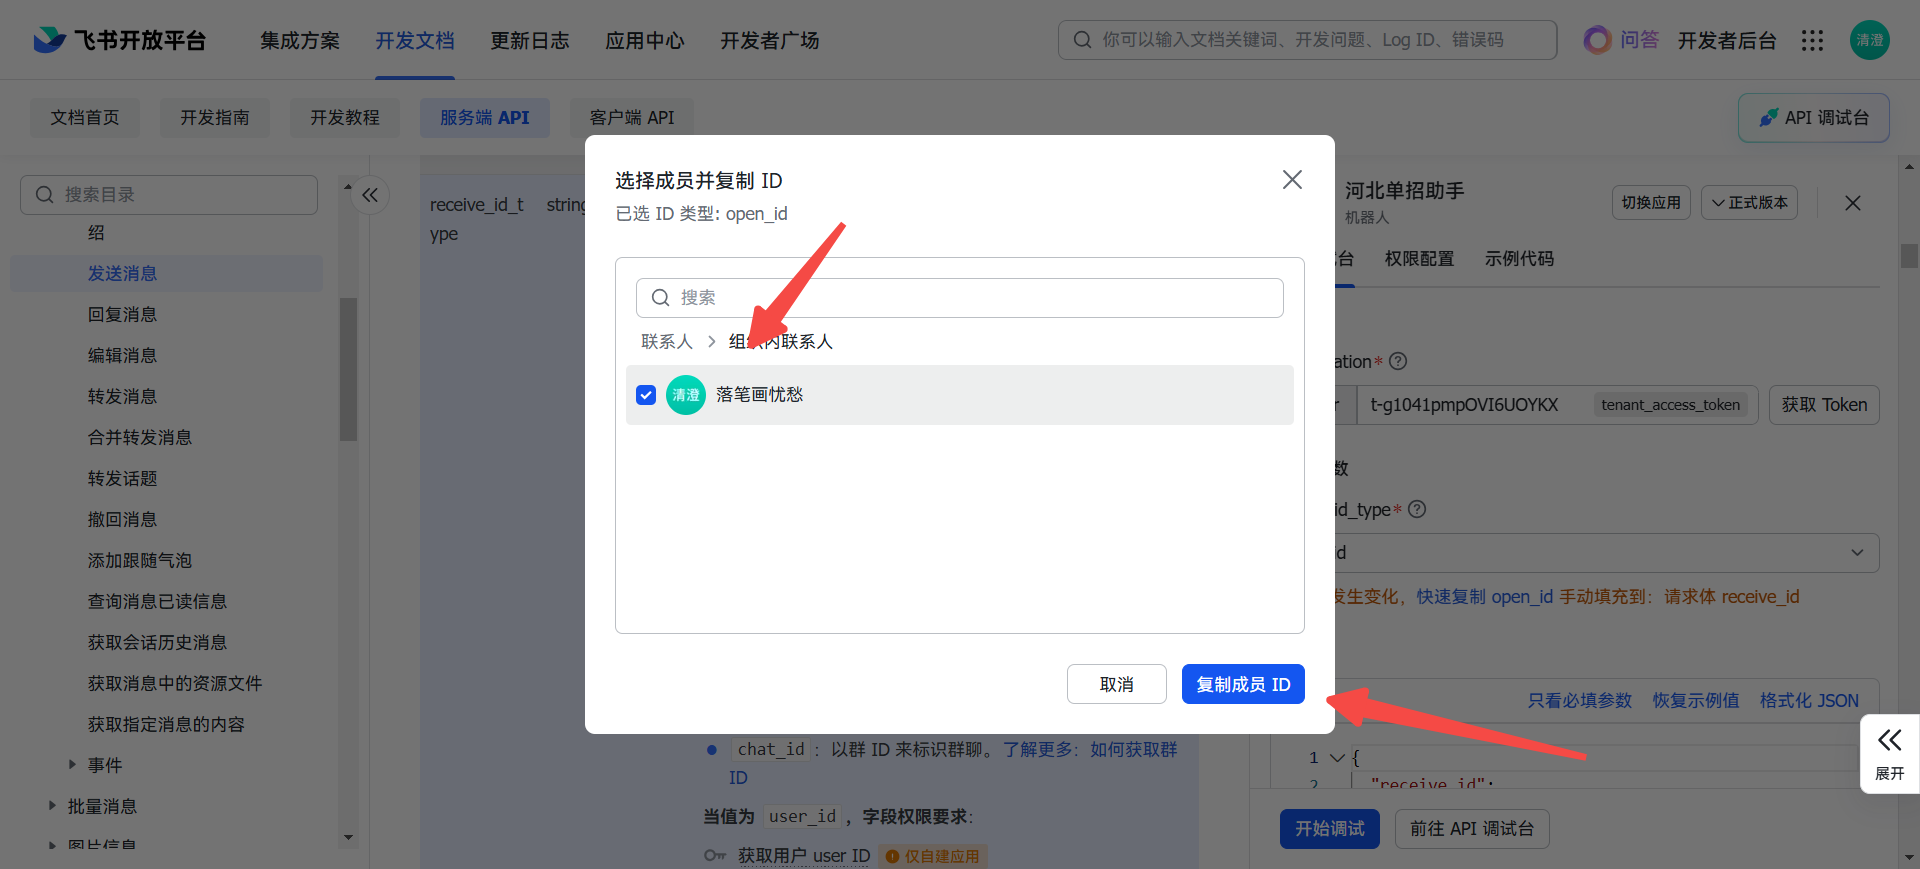 飞书开放平台
集成方案
开发文档
更新日志
应用中心
开发者广场
你可以输入文档关键词、开发问题、Log ID、错误码
问答
开发者后台
清澄
文档首页
开发指南
开发教程
服务端 API
客户端 API
API 调试台
搜索目录
绍
发送消息
回复消息
编辑消息
转发消息
合并转发消息
转发话题
撤回消息
添加跟随气泡
查询消息已读信息
获取会话历史消息
获取消息中的资源文件
获取指定消息的内容
事件
批量消息
图片信息
receive_id_t
ype
string
选择成员并复制 ID
已选 ID 类型: open_id
搜索
联系人
组织内联系人
清澄
落笔画忧愁
取消
复制成员 ID
chat_id : 以群 ID 来标识群聊。了解更多：如何获取群
ID
当值为 user_id ，字段权限要求:
获取用户 user ID
仅自建应用
河北单招助手
机器人
切换应用
正式版本
台
权限配置
示例代码
ation* ?
r
t-g1041pmpOVI6UOYKX
tenant_access_token
获取 Token
数
id_type* ?
d
发生变化，快速复制 open_id 手动填充到：请求体 receive_id
只看必填参数
恢复示例值
格式化 JSON
1 {
2 "receive_id":
展开
开始调试
前往 API 调试台